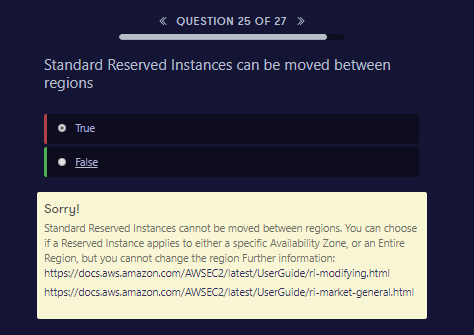 « QUESTION 25 OF 27 »
Standard Reserved Instances can be moved between
regions
True
False
Sorry!
Standard Reserved Instances cannot be moved between regions. You can choose
if a Reserved Instance applies to either a specific Availability Zone, or an Entire
Region, but you cannot change the region Further information:
https://docs.aws.amazon.com/AWSEC2/latest/UserGuide/ri-modifying.html
https://docs.aws.amazon.com/AWSEC2/latest/UserGuide/ri-market-general.html